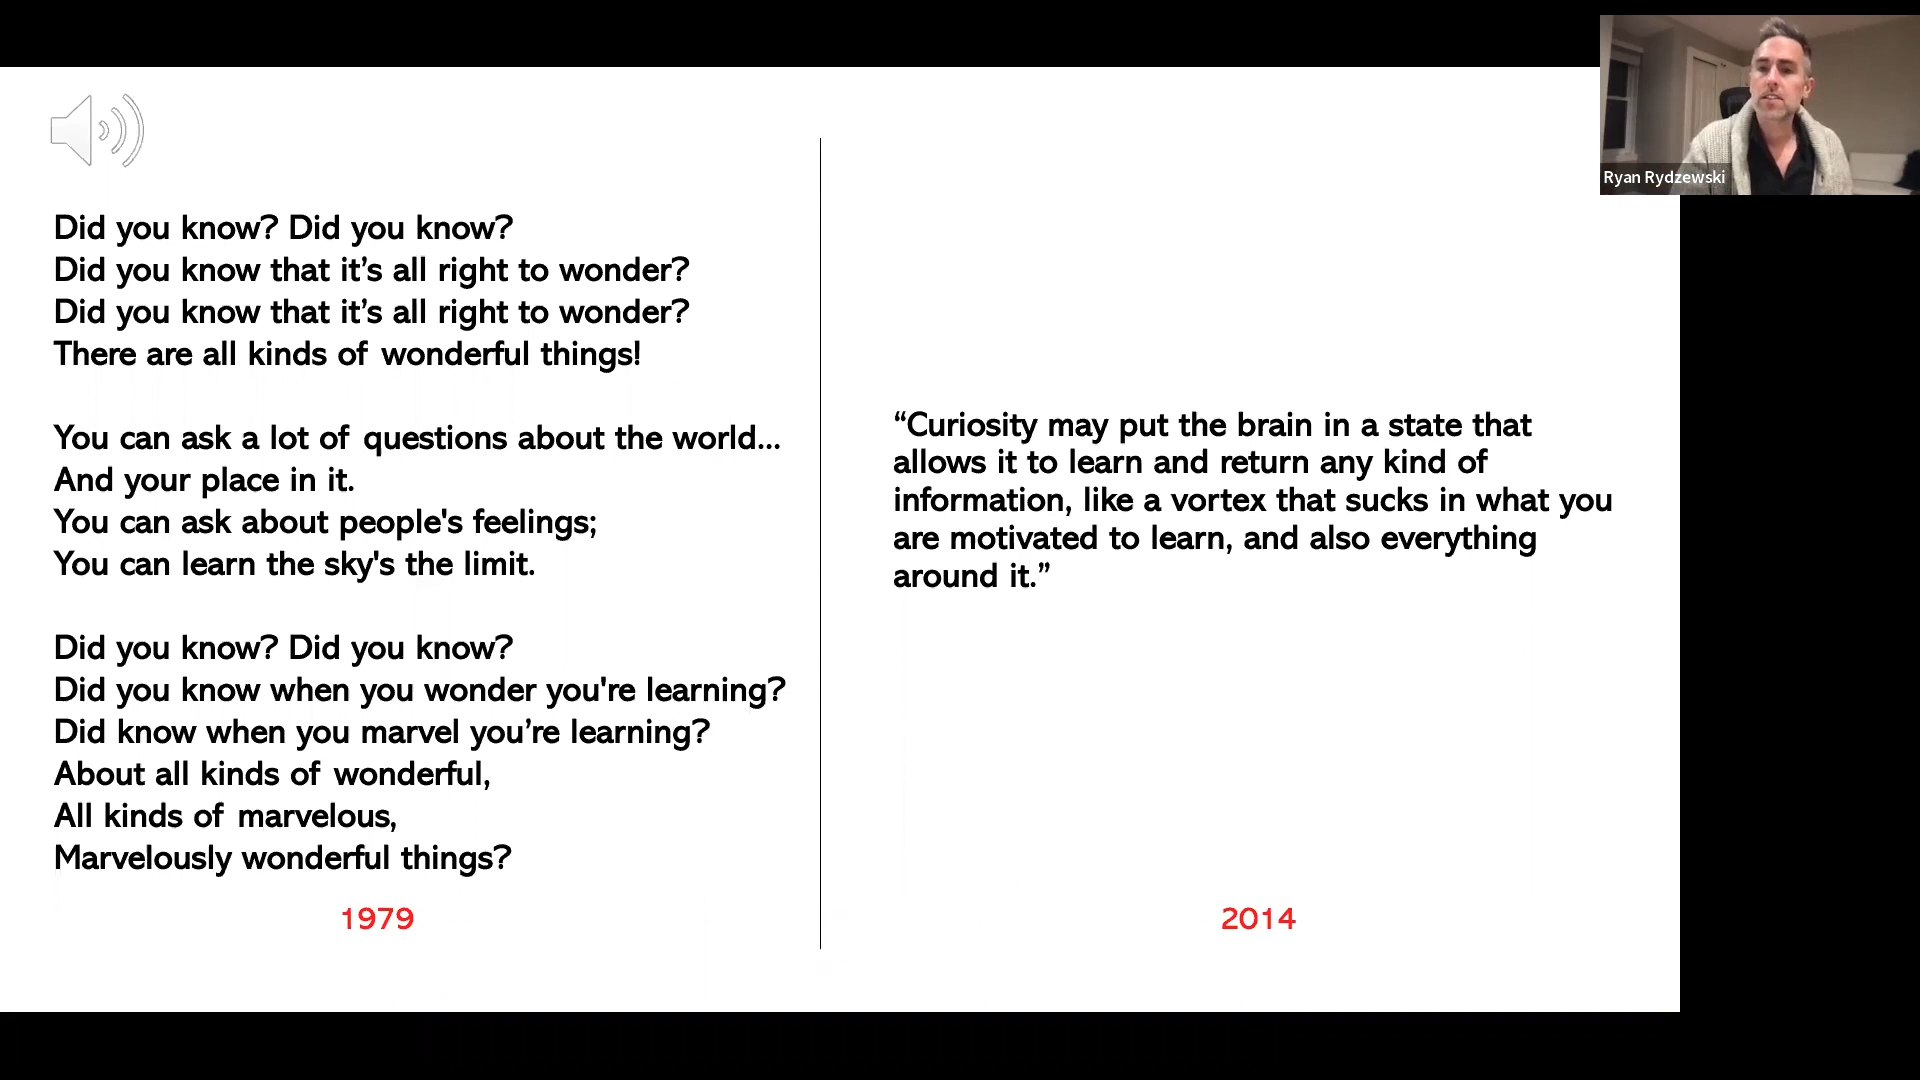 Did you know? Did you know?
Did you know that it’s all right to wonder?
Did you know that it’s all right to wonder?
There are all kinds of wonderful things!
You can ask a lot of questions about the world...
And your place in it.
You can ask about people's feelings;
You can learn the sky's the limit.
Did you know? Did you know?
Did you know when you wonder you're learning?
Did know when you marvel you’re learning?
About all kinds of wonderful,
All kinds of marvelous,
Marvelously wonderful things?
1979
“Curiosity may put the brain in a state that
allows it to learn and return any kind of
information, like a vortex that sucks in what you
are motivated to learn, and also everything
around it.”
2014
Ryan Rydzewski